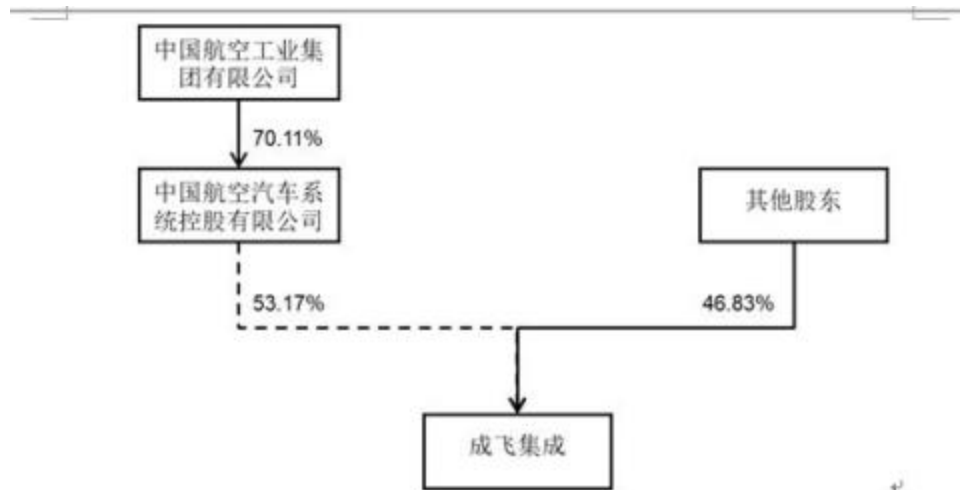 中国航空工业集
团有限公司
70.11%
中国航空汽车系
统控股有限公司
其他股东
53.17%
46.83%
成飞集成